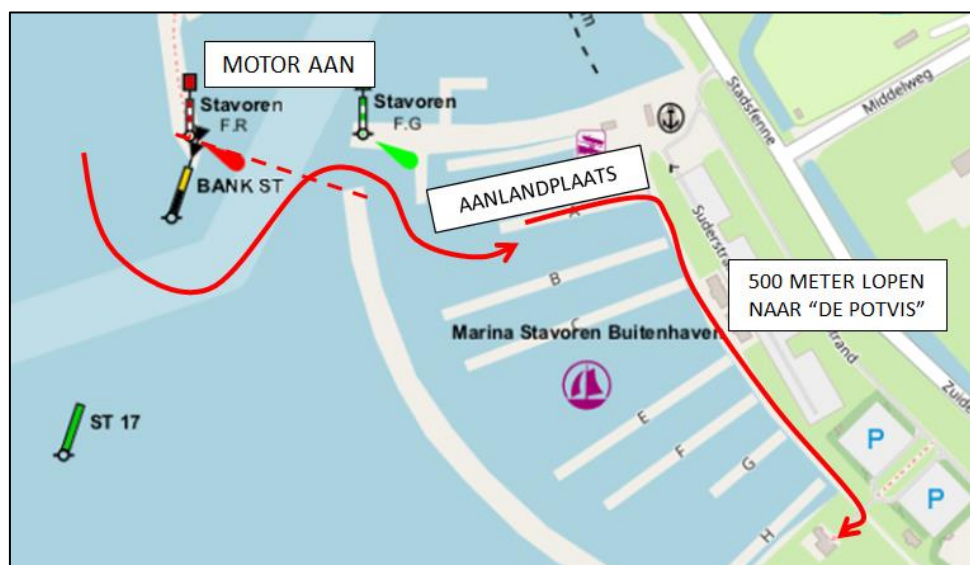 MOTOR AAN
m
Stavoren
F.R
Stavoren
F.G
Stadsfenne
Middelweg
BANK ST
AANLANDPLAATS
A
Suderstra
B
500 METER LOPEN
NAAR “DE POTVIS”
C
Marina Stavoren Buitenhaven
strand
Zuide
ST 17
E
F
G
H
P
P